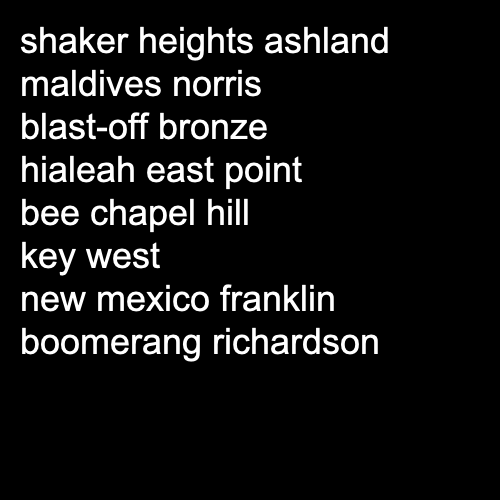 shaker heights ashland
maldives norris
blast-off bronze
hialeah east point
bee chapel hill
key west
new mexico franklin
boomerang richardson